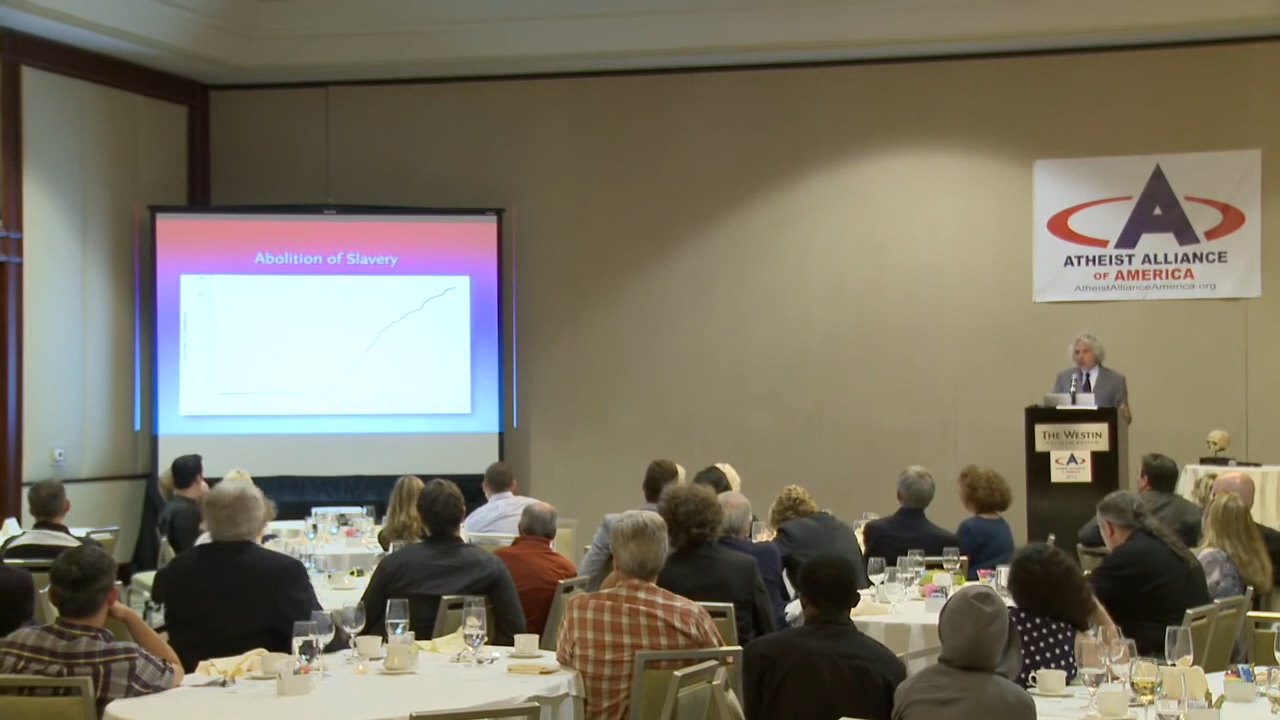 Abolition of Slavery
A
ATHEIST ALLIANCE
OF AMERICA
AtheistAllianceAmerica.org
THE WESTIN
A